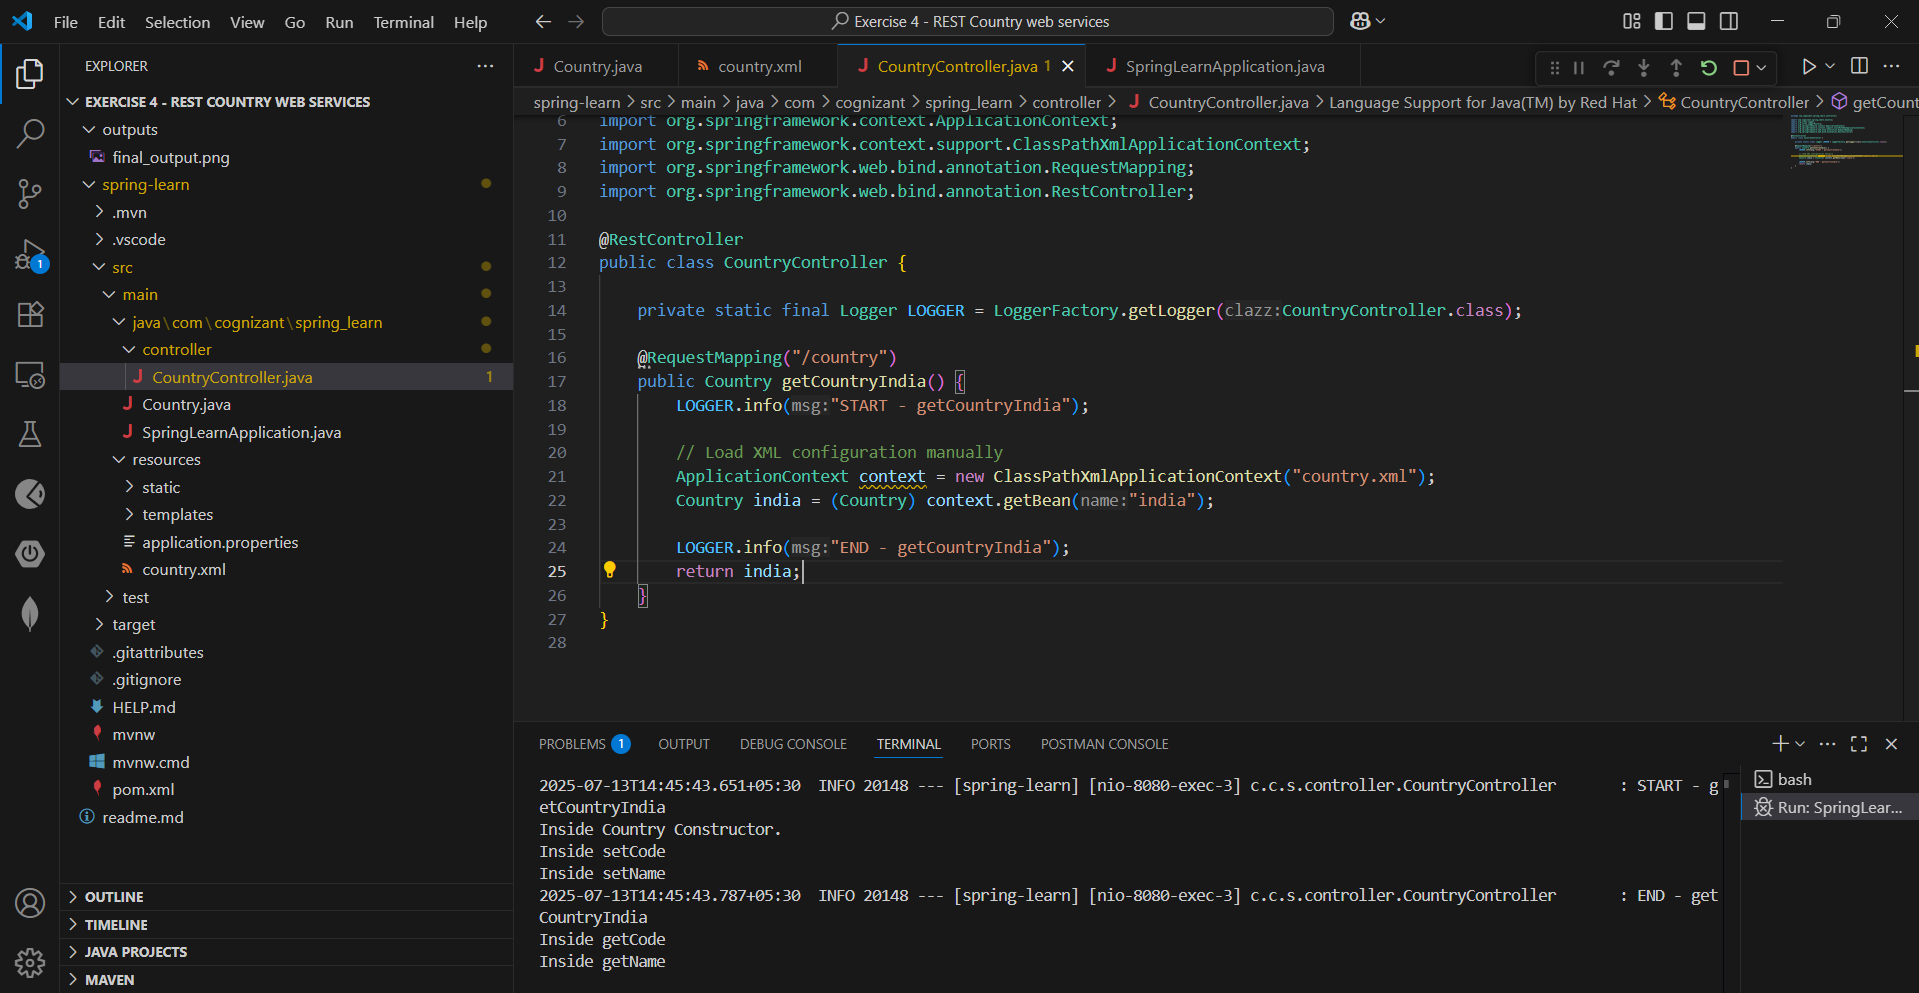 File Edit Selection View Go Run Terminal Help
Exercise 4 - REST Country web services
EXPLORER
EXERCISE 4 - REST COUNTRY WEB SERVICES
outputs
final_output.png
spring-learn
.mvn
.vscode
src
main
java\com\cognizant\spring_learn
controller
CountryController.java 1
Country.java
SpringLearnApplication.java
resources
static
templates
application.properties
country.xml
test
target
.gitattributes
.gitignore
HELP.md
mvnw
mvnw.cmd
pom.xml
readme.md
OUTLINE
TIMELINE
JAVA PROJECTS
MAVEN
1
Country.java country.xml CountryController.java 1 SpringLearnApplication.java
spring-learn > src > main > java > com > cognizant > spring_learn > controller > CountryController.java > Language Support for Java(TM) by Red Hat > CountryController > getCount
6 import org.springframework.context.ApplicationContext;
7 import org.springframework.context.support.ClassPathXmlApplicationContext;
8 import org.springframework.web.bind.annotation.RequestMapping;
9 import org.springframework.web.bind.annotation.RestController;
10
11 @RestController
12 public class CountryController {
13
14 private static final Logger LOGGER = LoggerFactory.getLogger(clazz:CountryController.class);
15
16 @RequestMapping("/country")
17 public Country getCountryIndia() {
18 LOGGER.info(msg:"START - getCountryIndia");
19
20 // Load XML configuration manually
21 ApplicationContext context = new ClassPathXmlApplicationContext("country.xml");
22 Country india = (Country) context.getBean(name:"india");
23
24 LOGGER.info(msg:"END - getCountryIndia");
25 return india;
26 }
27 }
28
PROBLEMS 1 OUTPUT DEBUG CONSOLE TERMINAL PORTS POSTMAN CONSOLE
2025-07-13T14:45:43.651+05:30 INFO 20148 --- [spring-learn] [nio-8080-exec-3] c.c.s.controller.CountryController : START - g
etCountryIndia
Inside Country Constructor.
Inside setCode
Inside setName
2025-07-13T14:45:43.787+05:30 INFO 20148 --- [spring-learn] [nio-8080-exec-3] c.c.s.controller.CountryController : END - get
CountryIndia
Inside getCode
Inside getName
bash
Run: SpringLear...